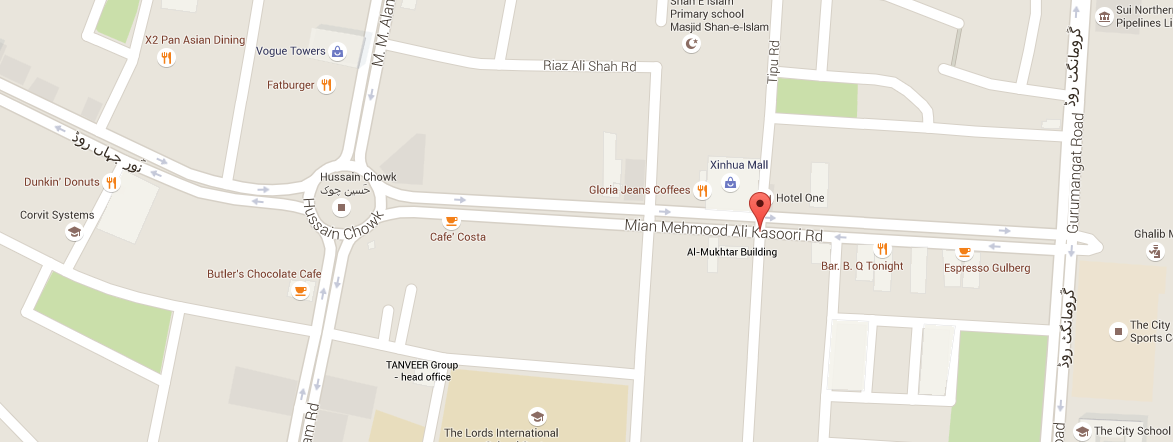 Shan E Islam
Primary school
Masjid Shan-e-Islam
Sui Northern
Pipelines Li
X2 Pan Asian Dining
Vogue Towers
M. M. Alam
Riaz Ali Shah Rd
Tipu Rd
گرومانگٹ روڈ
Fatburger
نور جہاں روڈ
Gurumangat Road
Xinhua Mall
Hussain Chowk
حسین چوک
Dunkin' Donuts
Gloria Jeans Coffees
Hotel One
Corvit Systems
Hussain Chowk
Cafe' Costa
Mian Mehmood Ali Kasoori Rd
Al-Mukhtar Building
Ghalib M
Bar. B. Q Tonight
Espresso Gulberg
Butler's Chocolate Cafe
گرومانگٹ روڈ
The City
Sports C
TANVEER Group
- head office
am Rd
The Lords International
oad
The City School